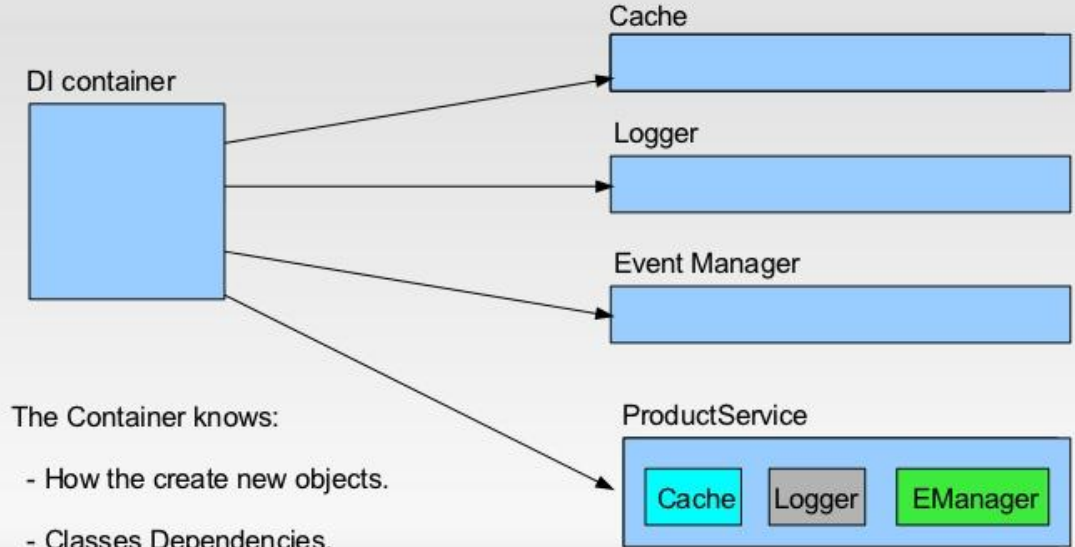 Cache
DI container
Logger
Event Manager
The Container knows:
- How the create new objects.
- Classes Dependencies.
ProductService
Cache Logger EManager